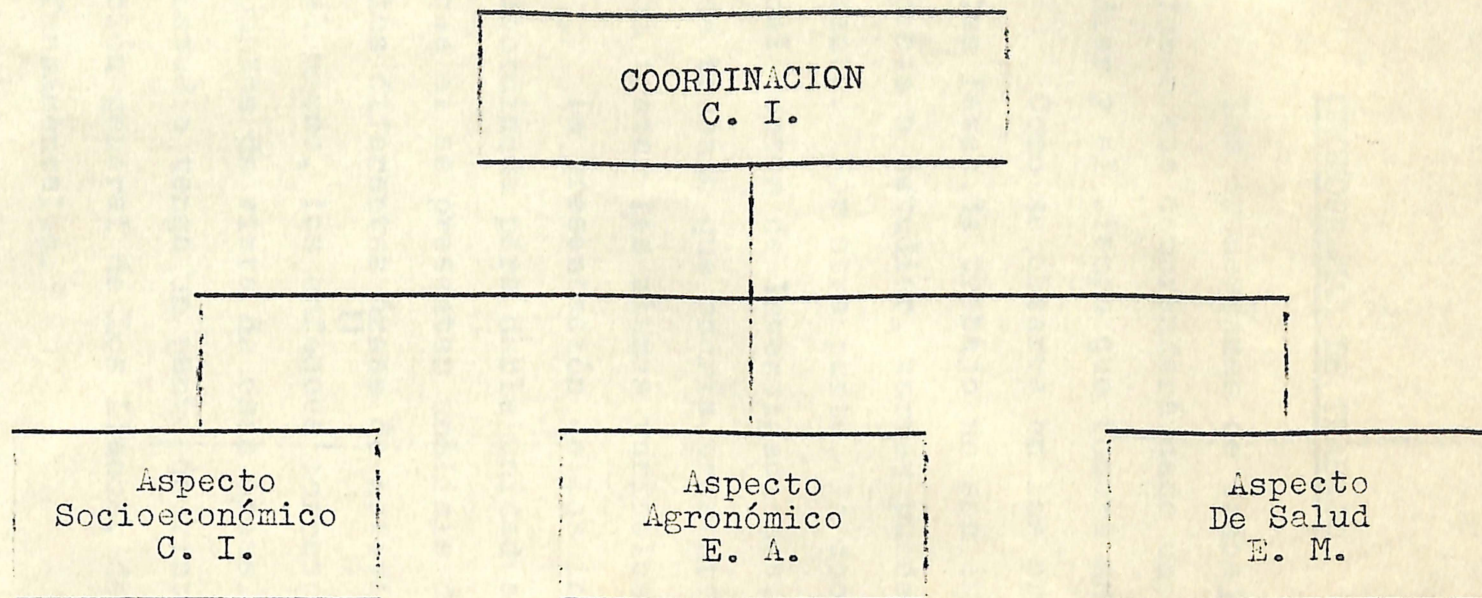 COORDINACION
C. I.
Aspecto
Socioeconómico
C. I.
Aspecto
Agronómico
E. A.
Aspecto
De Salud
E. M.